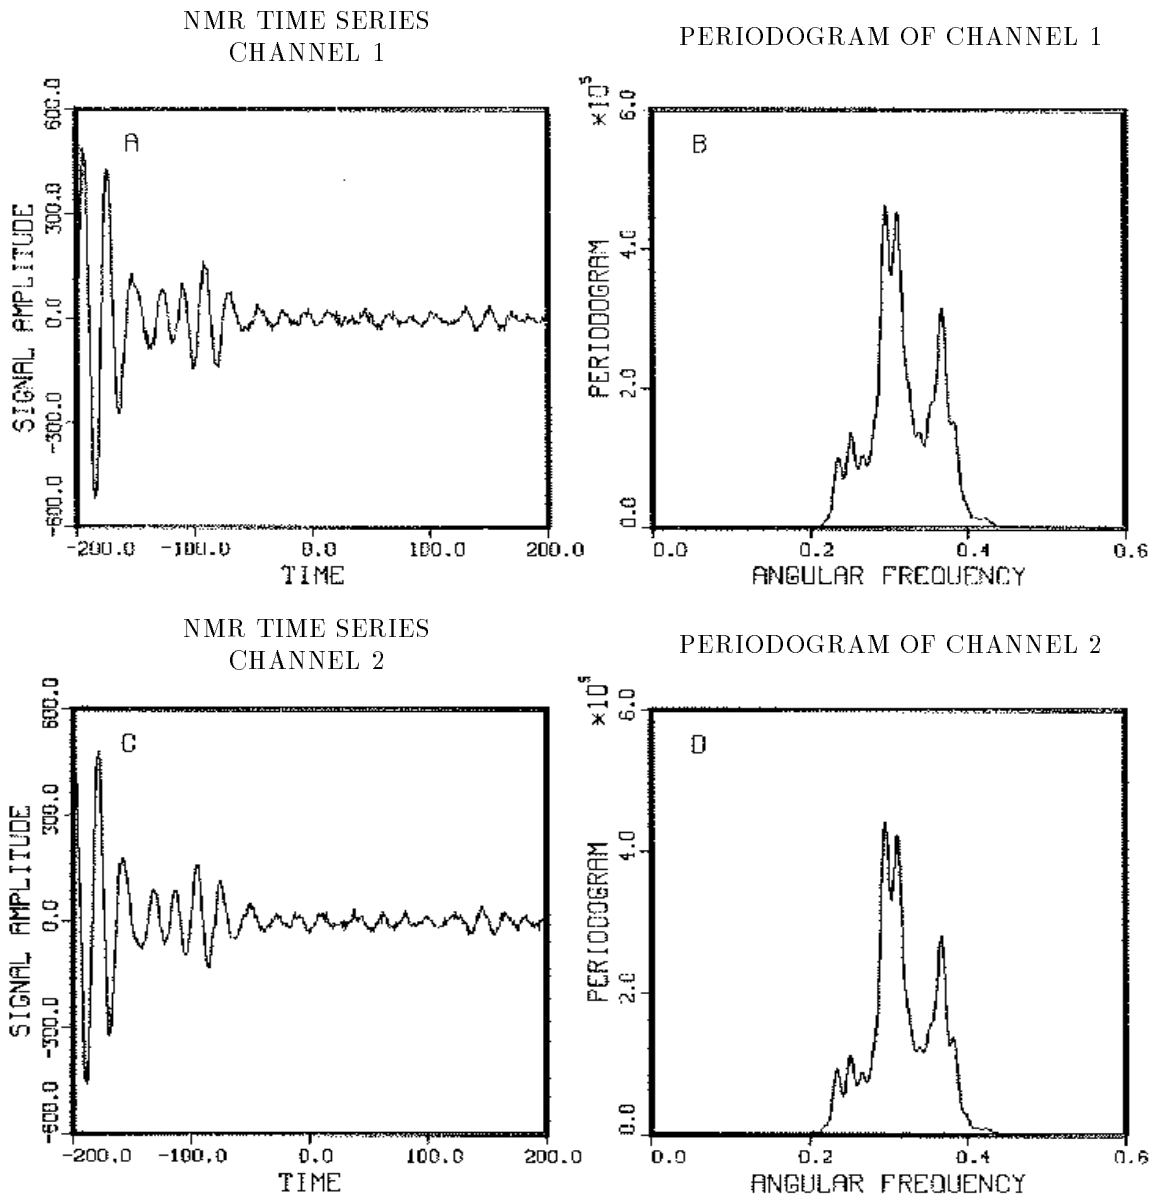 NMR TIME SERIES
CHANNEL 1
PERIODOGRAM OF CHANNEL 1
A
600.0
300.0
0.0
-300.0
-600.0
SIGNAL AMPLITUDE
-200.0 -100.0 0.0 100.0 200.0
TIME
B
*10⁵
6.0
4.0
2.0
0.0
PERIODOGRAM
0.0 0.2 0.4 0.6
ANGULAR FREQUENCY
NMR TIME SERIES
CHANNEL 2
PERIODOGRAM OF CHANNEL 2
C
600.0
300.0
0.0
-300.0
-600.0
SIGNAL AMPLITUDE
-200.0 -100.0 0.0 100.0 200.0
TIME
D
*10⁵
6.0
4.0
2.0
0.0
PERIODOGRAM
0.0 0.2 0.4 0.6
ANGULAR FREQUENCY